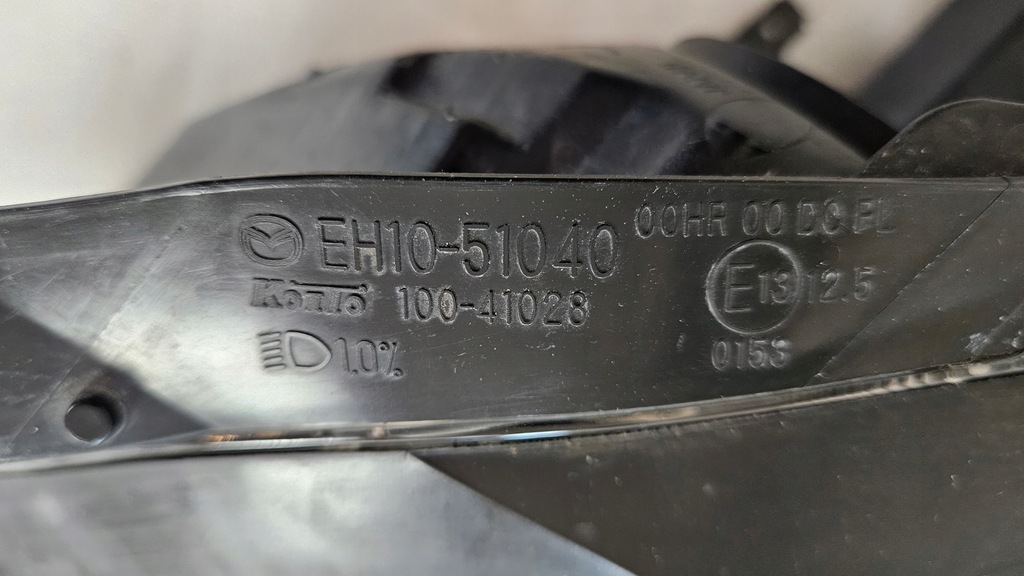 EH10-51040
00HR 00 DC EL
KOITO 100-41028
E13 12.5
1.0%
0153